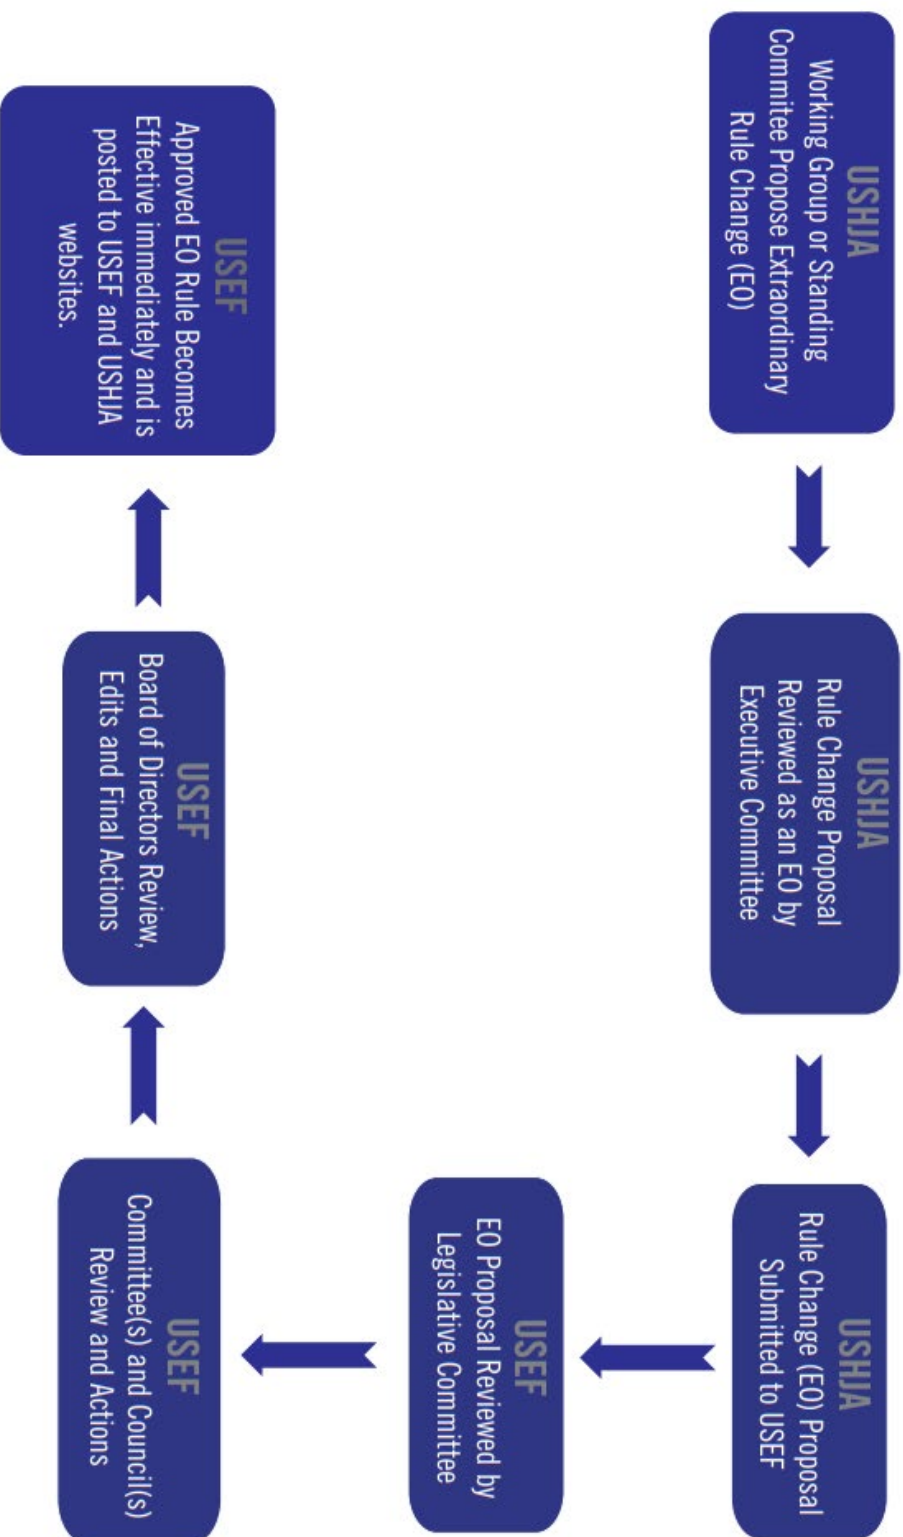 USHJA
Working Group or Standing
Commitee Propose Extraordinary
Rule Change (EO)
USHJA
Rule Change Proposal
Reviewed as an EO by
Executive Committee
USHJA
Rule Change (EO) Proposal
Submitted to USEF
USEF
EO Proposal Reviewed by
Legislative Committee
USEF
Committee(s) and Council(s)
Review and Actions
USEF
Board of Directors Review,
Edits and Final Actions
USEF
Approved EO Rule Becomes
Effective immediately and is
posted to USEF and USHJA
websites.